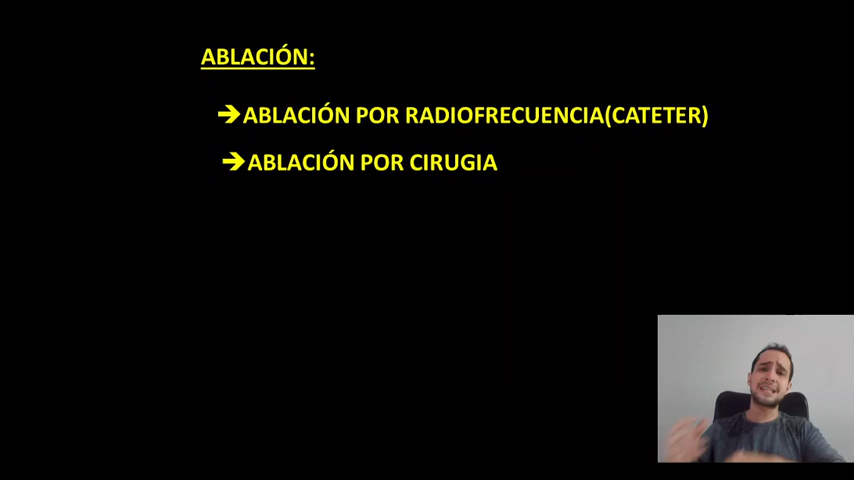 ABLACIÓN:
➔ABLACIÓN POR RADIOFRECUENCIA(CATETER)
➔ABLACIÓN POR CIRUGIA